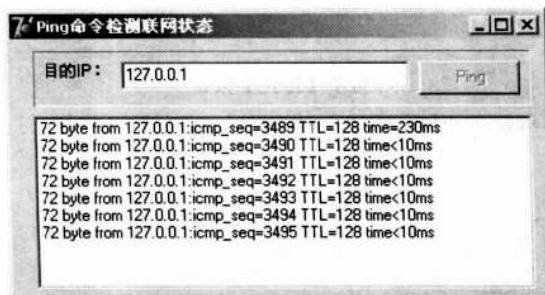 Ping命令检测联网状态
目的IP： 127.0.0.1 Ping
72 byte from 127.0.0.1:icmp_seq=3489 TTL=128 time=230ms
72 byte from 127.0.0.1:icmp_seq=3490 TTL=128 time<10ms
72 byte from 127.0.0.1:icmp_seq=3491 TTL=128 time<10ms
72 byte from 127.0.0.1:icmp_seq=3492 TTL=128 time<10ms
72 byte from 127.0.0.1:icmp_seq=3493 TTL=128 time<10ms
72 byte from 127.0.0.1:icmp_seq=3494 TTL=128 time<10ms
72 byte from 127.0.0.1:icmp_seq=3495 TTL=128 time<10ms